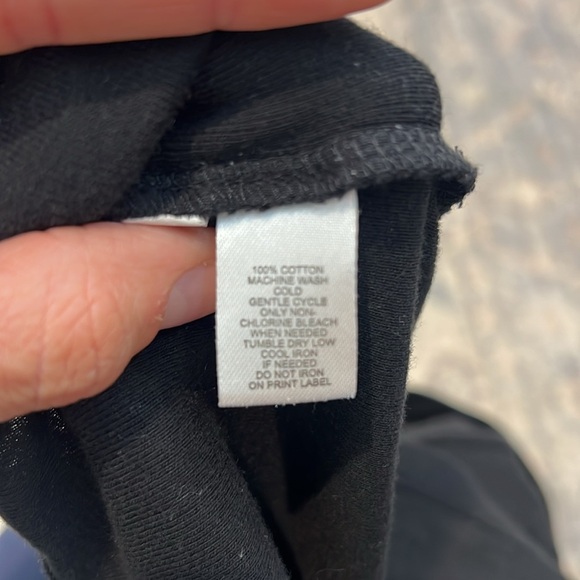 100% COTTON
MACHINE WASH
COLD
GENTLE CYCLE
ONLY NON-
CHLORINE BLEACH
WHEN NEEDED
TUMBLE DRY LOW
COOL IRON
IF NEEDED
DO NOT IRON
ON PRINT LABEL